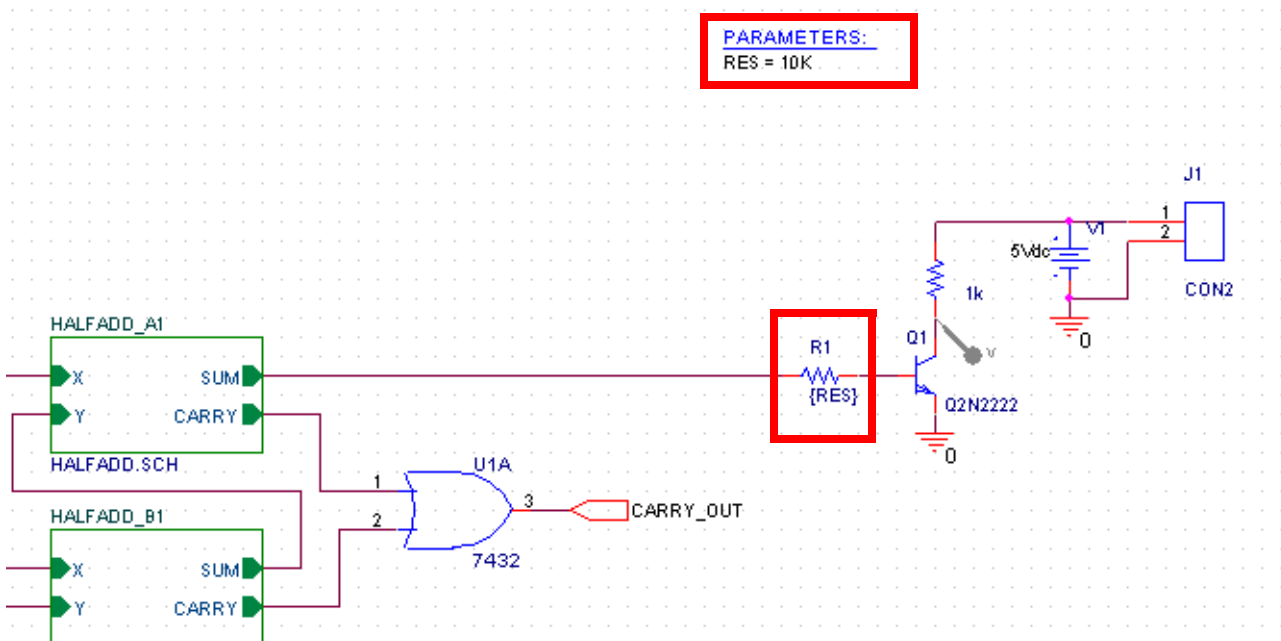 PARAMETERS:
RES = 10K
J1
1
V1
2
5Vdc
1k
CON2
0
HALFADD_A1
R1
Q1
V
X
SUM
{RES}
Q2N2222
Y
CARRY
0
HALFADD.SCH
U1A
1
3
CARRY_OUT
HALFADD_B1
2
7432
X
SUM
Y
CARRY